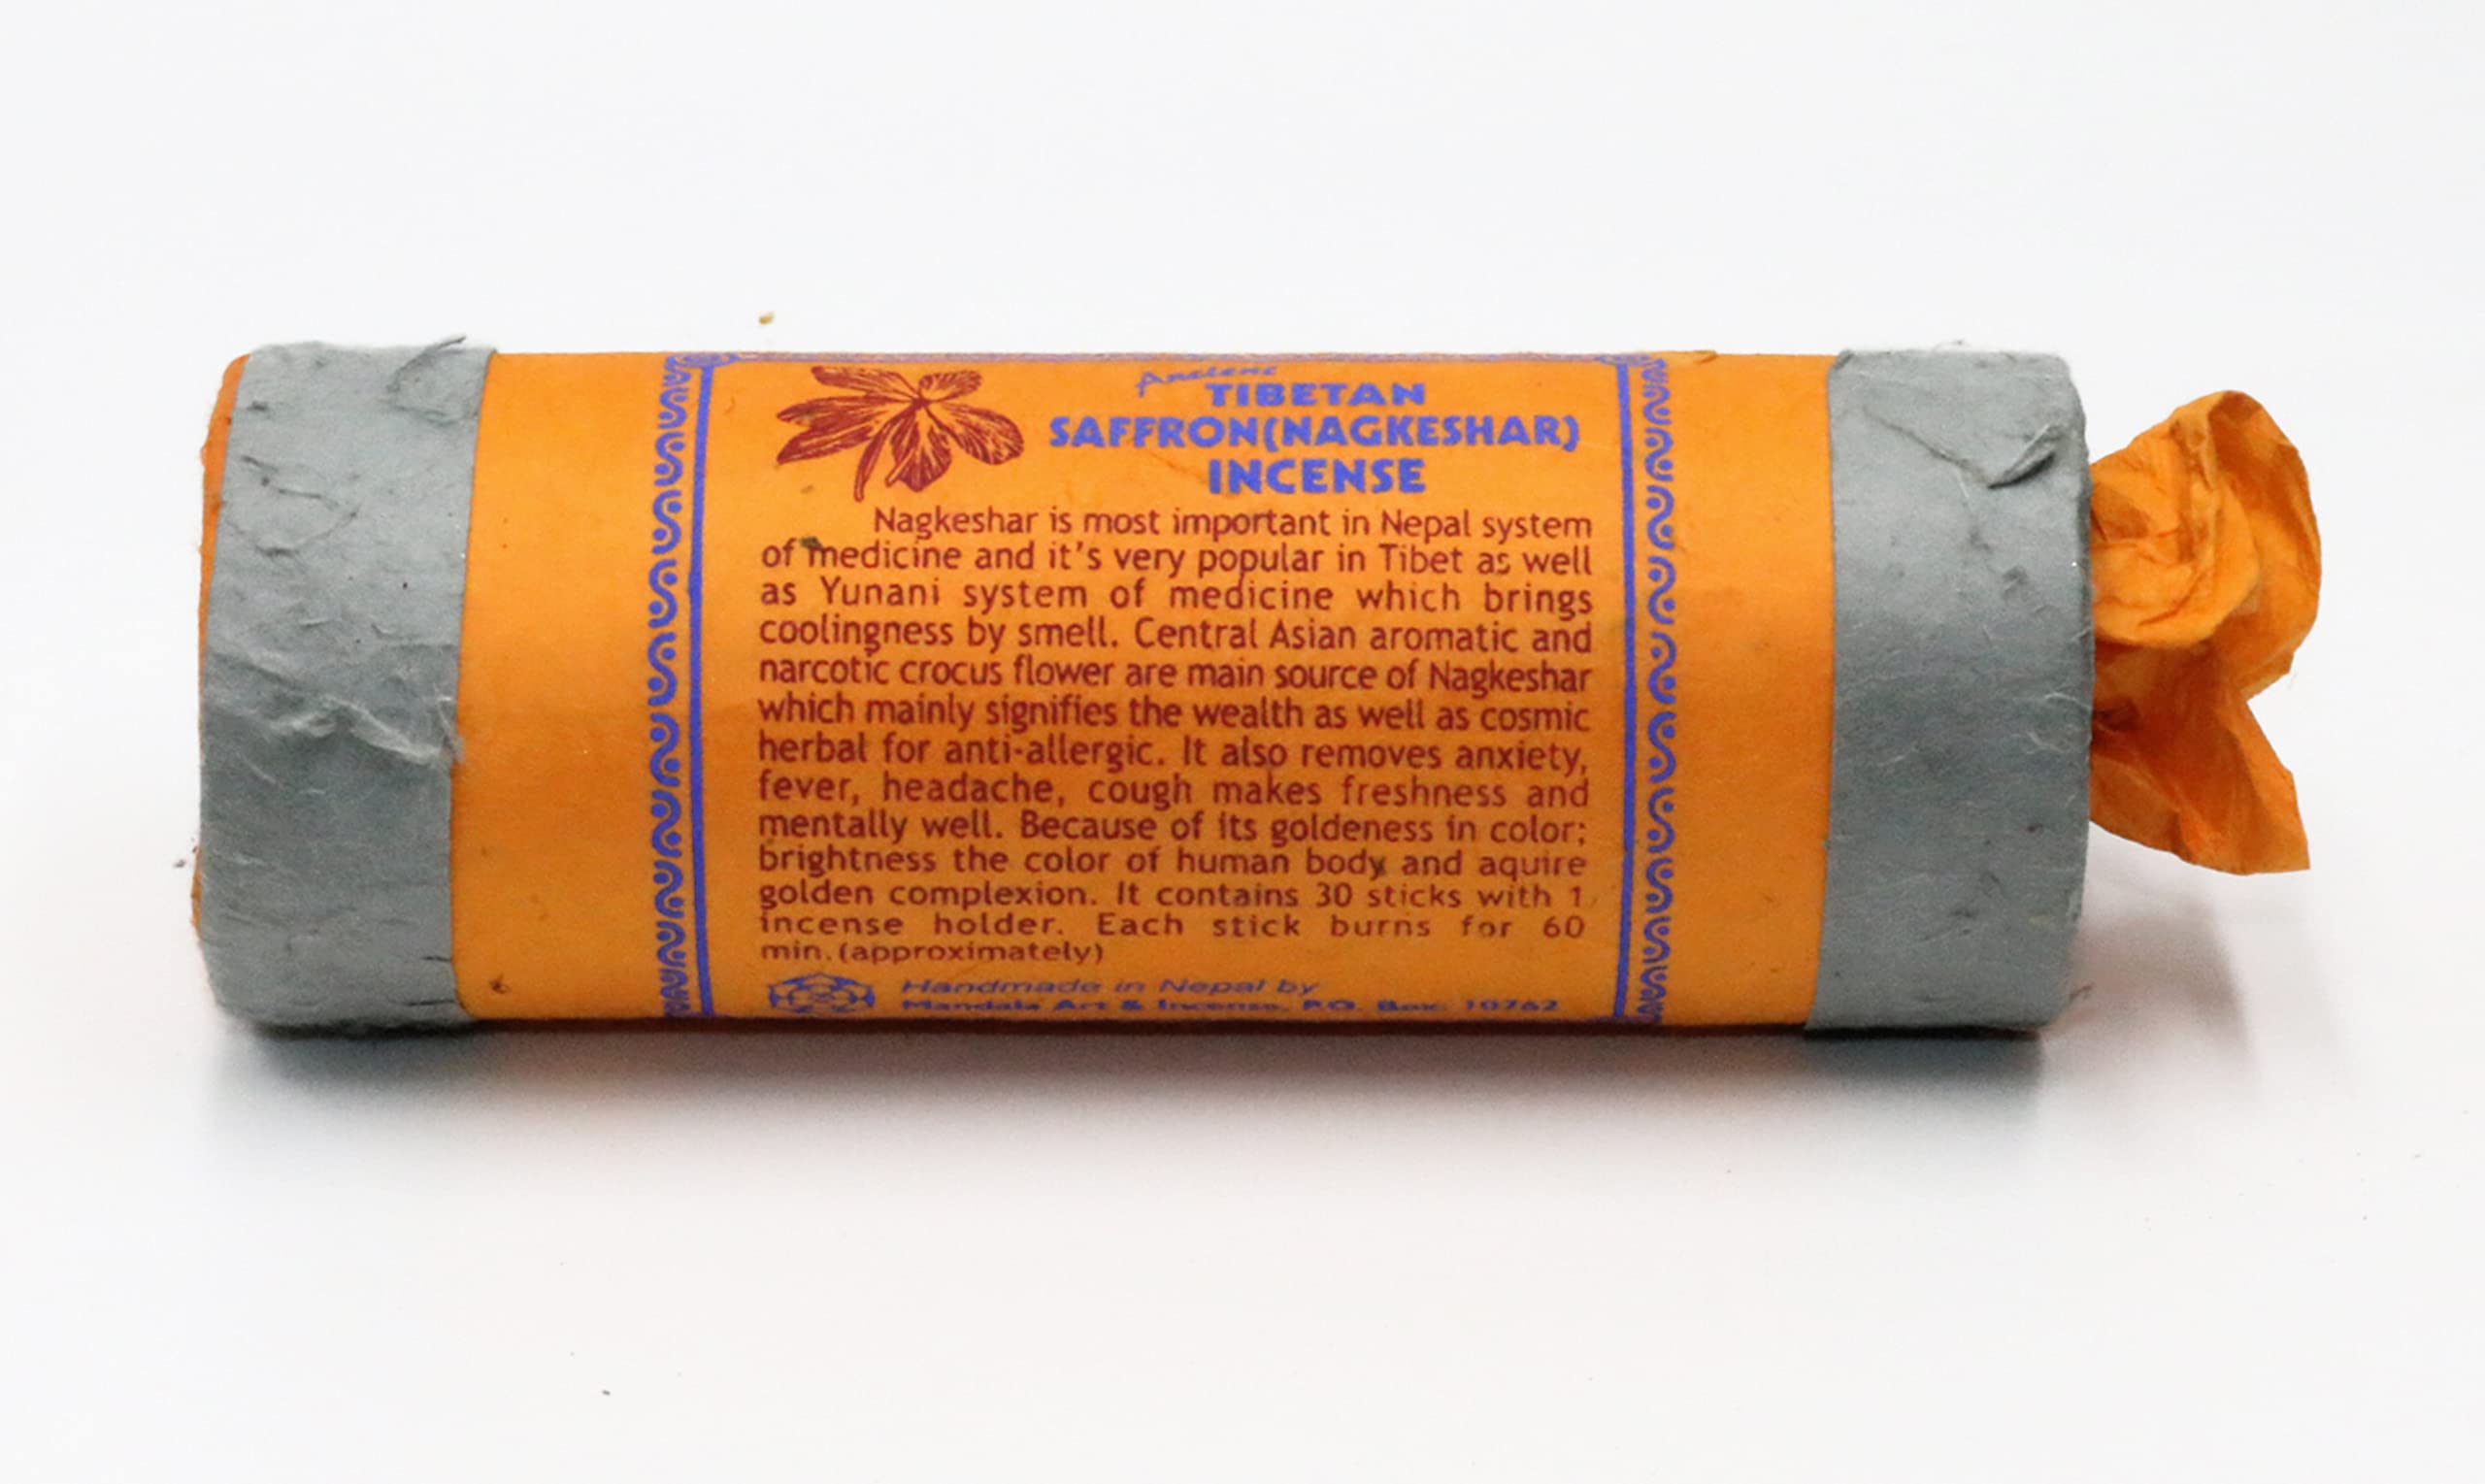 Ancient
TIBETAN
SAFFRON(NAGKESHAR)
INCENSE
Nagkeshar is most important in Nepal system
of medicine and it's very popular in Tibet as well
as Yunani system of medicine which brings
coolingness by smell. Central Asian aromatic and
narcotic crocus flower are main source of Nagkeshar
which mainly signifies the wealth as well as cosmic
herbal for anti-allergic. It also removes anxiety,
fever, headache, cough makes freshness and
mentally well. Because of its goldeness in color;
brightness the color of human body and aquire
golden complexion. It contains 30 sticks with 1
incense holder. Each stick burns for 60
min.(approximately)
Handmade in Nepal by
Mandala Art & Incense, P.O. Box: 10762